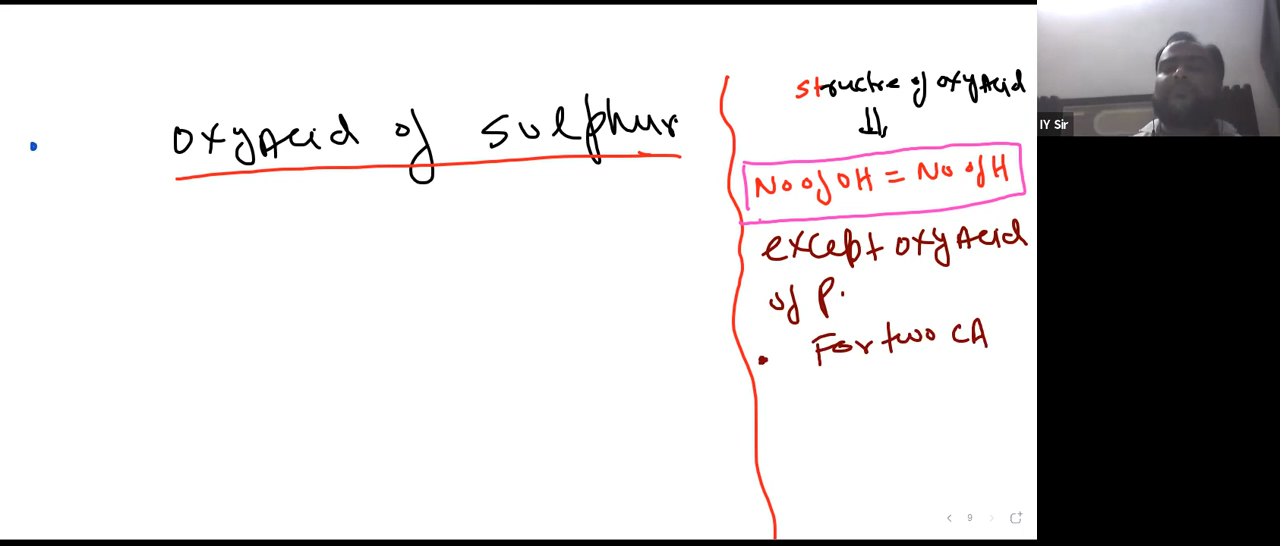 oxyAcid of sulphur
structre of oxyAcid
No of OH = No of H
except oxyAcid
of P.
. For two CA
IY Sir
9